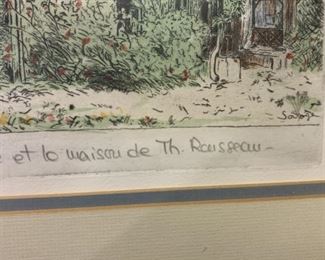 et la maison de Th. Rousseau-